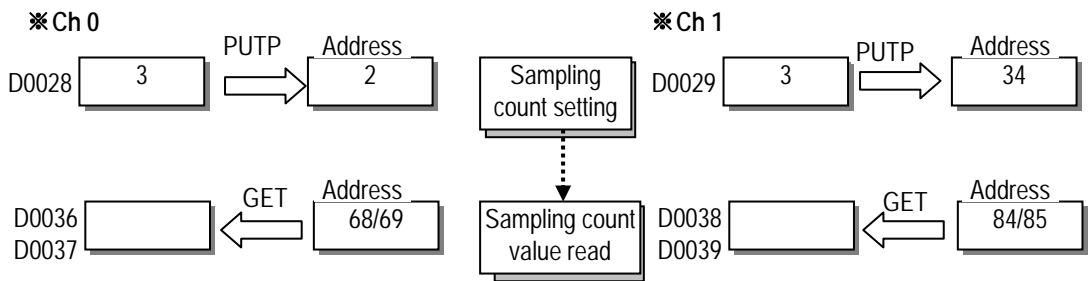 ※ Ch 0
D0028
3
PUTP
Address
2
Sampling
count setting
※ Ch 1
D0029
3
PUTP
Address
34
D0036
D0037
GET
Address
68/69
Sampling count
value read
D0038
D0039
GET
Address
84/85